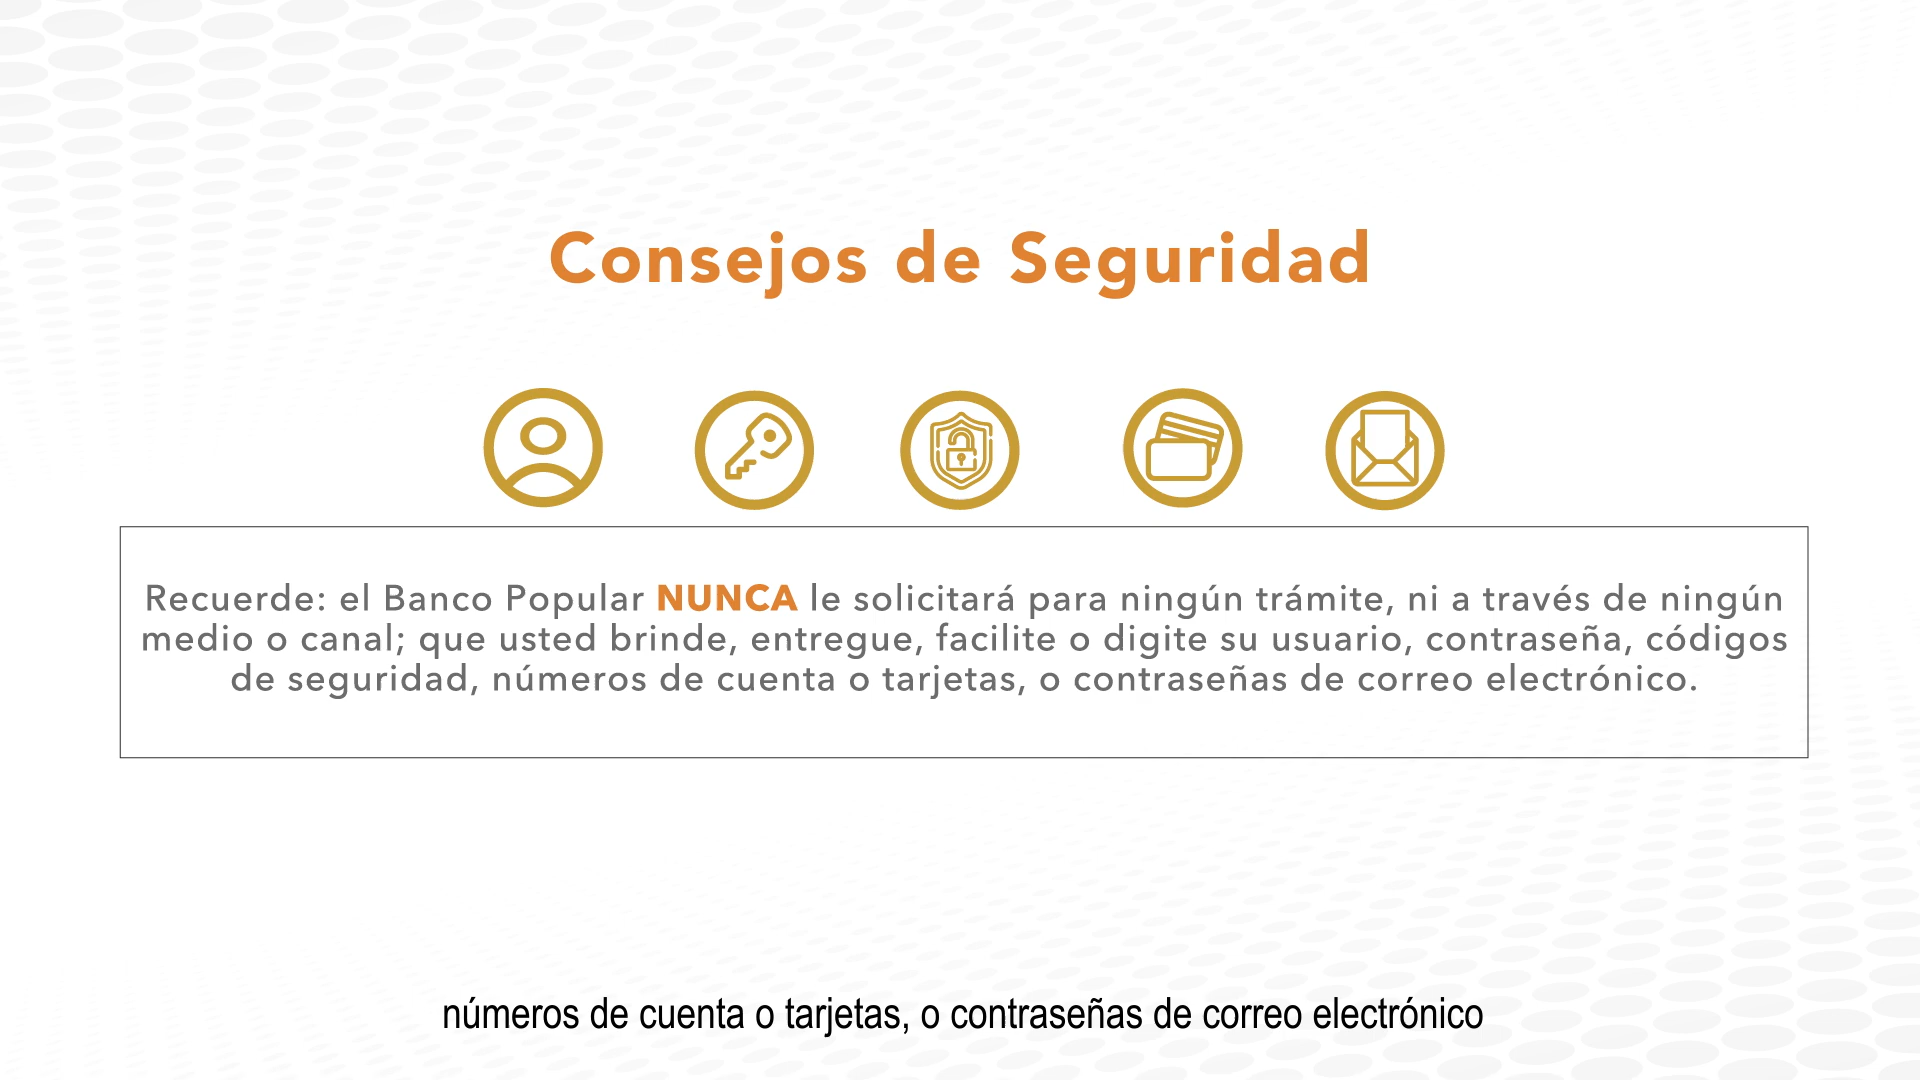 Consejos de Seguridad
Recuerde: el Banco Popular NUNCA le solicitará para ningún trámite, ni a través de ningún
medio o canal; que usted brinde, entregue, facilite o digite su usuario, contraseña, códigos
de seguridad, números de cuenta o tarjetas, o contraseñas de correo electrónico.
números de cuenta o tarjetas, o contraseñas de correo electrónico